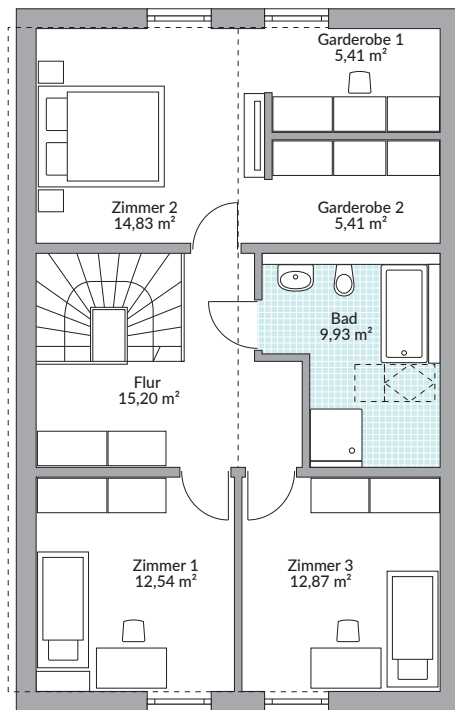 Garderobe 1
5,41 m²
Zimmer 2
14,83 m²
Garderobe 2
5,41 m²
Bad
9,93 m²
Flur
15,20 m²
Zimmer 1
12,54 m²
Zimmer 3
12,87 m²